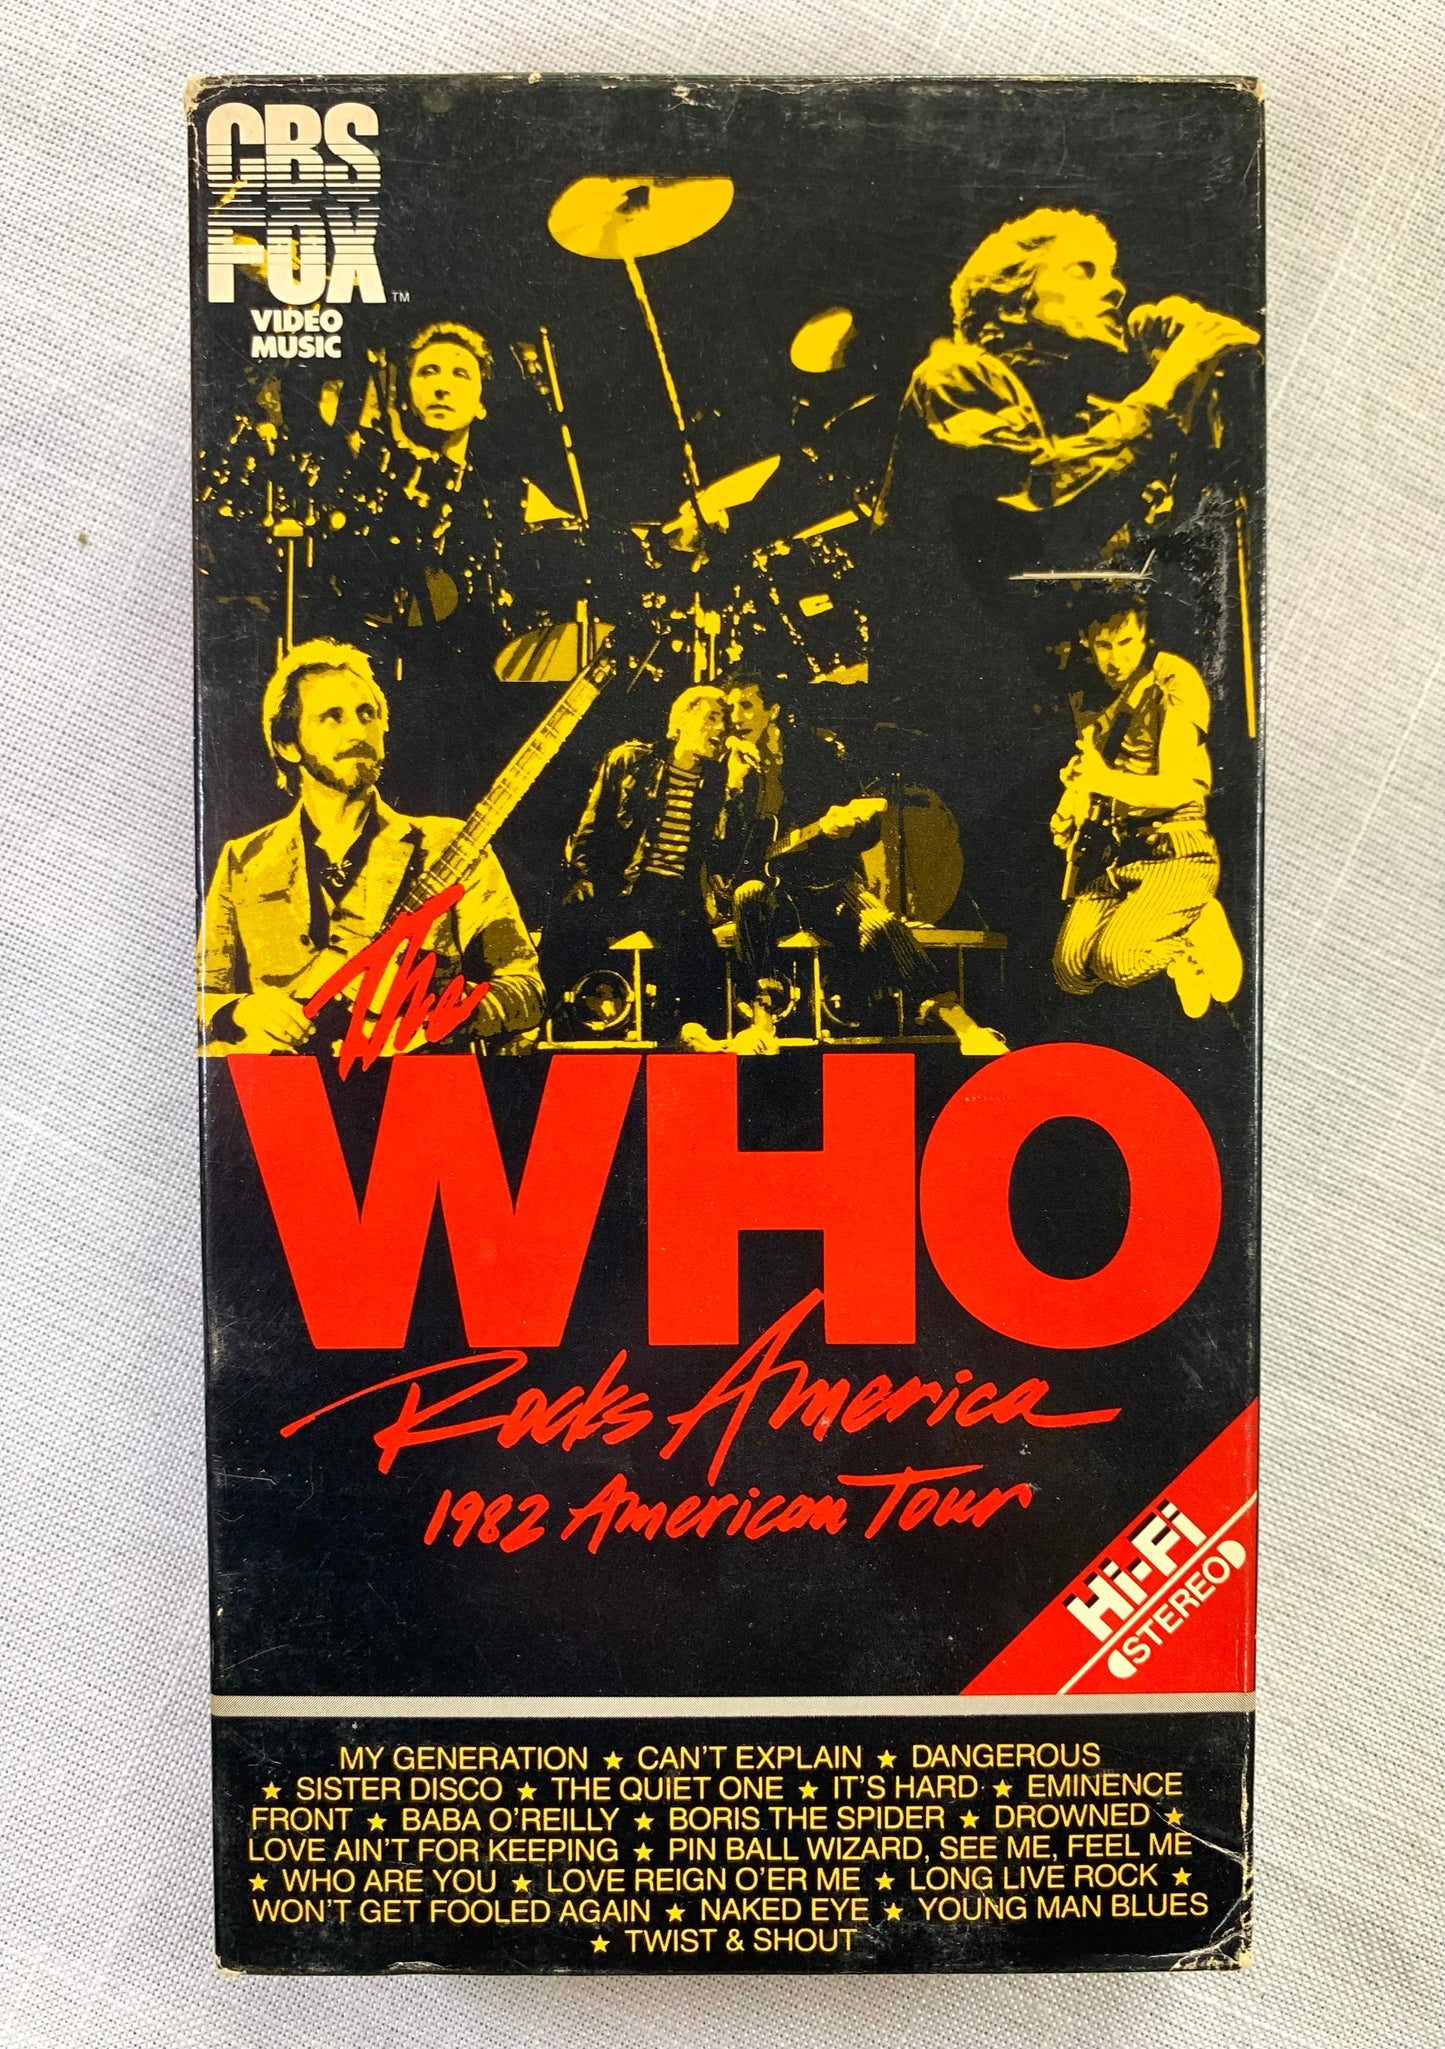 CBS
FOX™
VIDEO
MUSIC
The
WHO
Rocks America
1982 American Tour
Hi-Fi
STEREO
MY GENERATION ★ CAN'T EXPLAIN ★ DANGEROUS
★ SISTER DISCO ★ THE QUIET ONE ★ IT'S HARD ★ EMINENCE
FRONT ★ BABA O'REILLY ★ BORIS THE SPIDER ★ DROWNED ★
LOVE AIN'T FOR KEEPING ★ PIN BALL WIZARD, SEE ME, FEEL ME
★ WHO ARE YOU ★ LOVE REIGN O'ER ME ★ LONG LIVE ROCK ★
WON'T GET FOOLED AGAIN ★ NAKED EYE ★ YOUNG MAN BLUES
★ TWIST & SHOUT